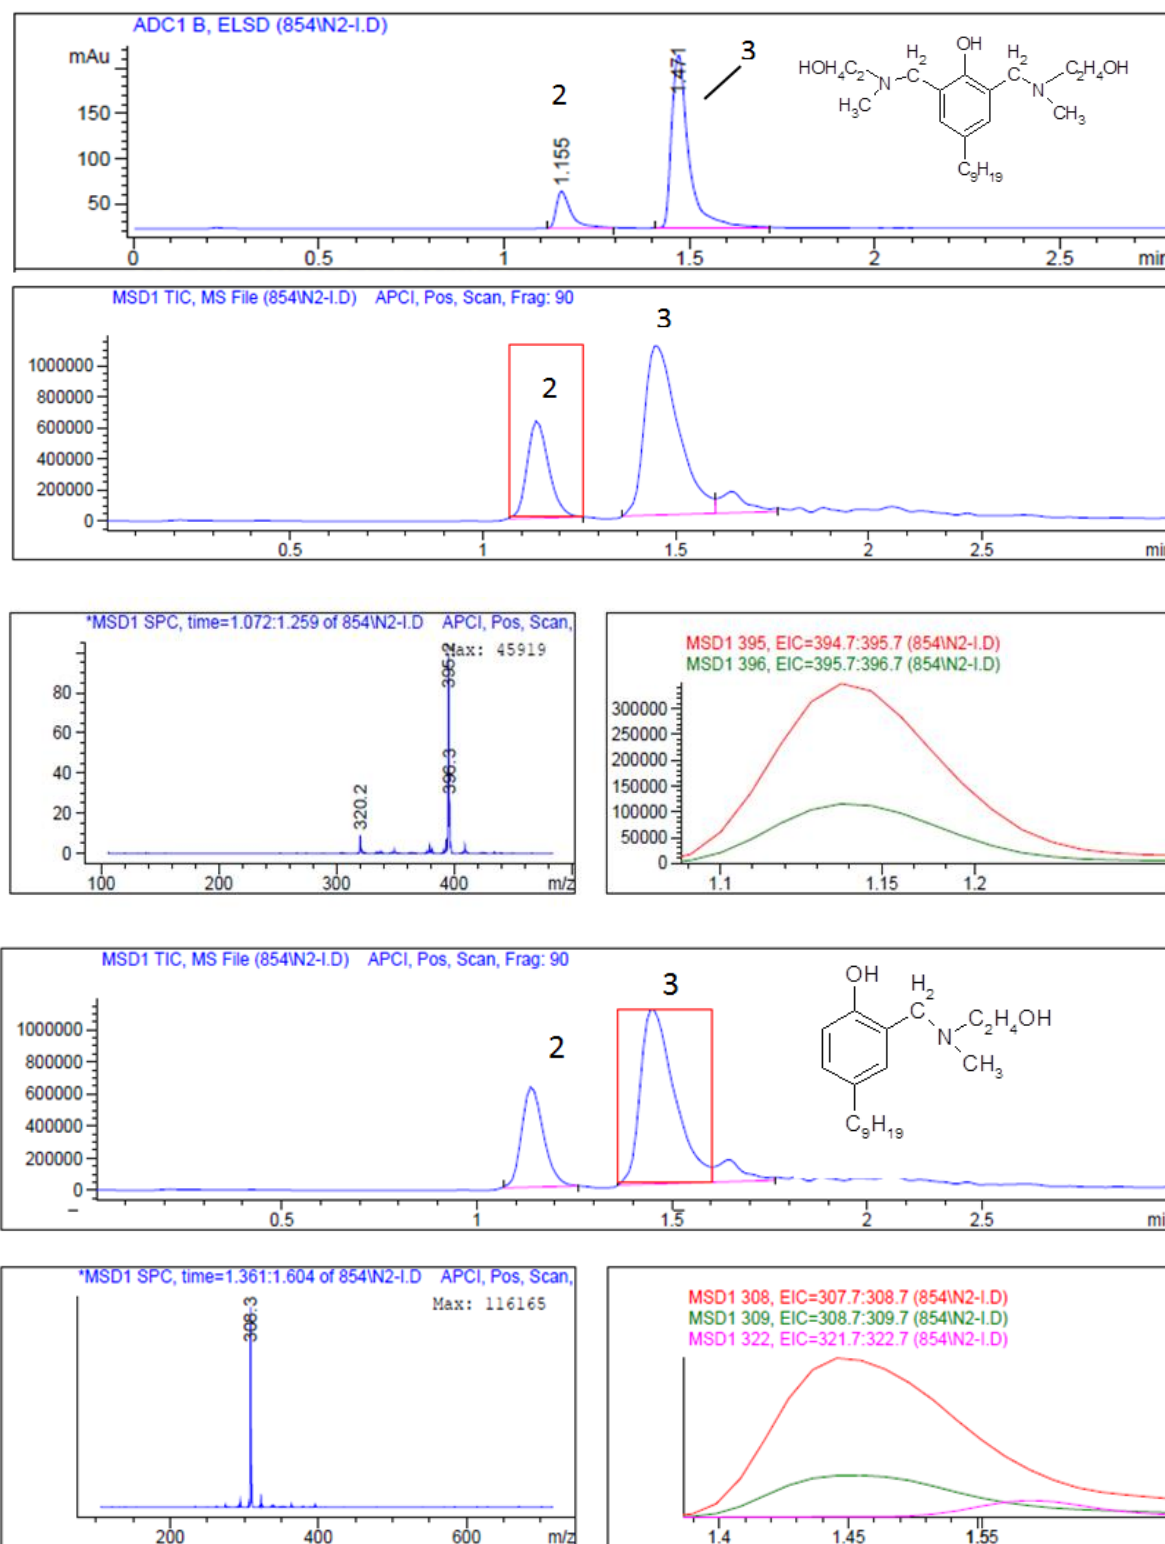 ADC1 B, ELSD (854\N2-I.D)
mAu
150
100
50
0 0.5 1 1.5 2 2.5 min
2
1.155
1.471
3
OH
H2 H2
HOH4C2 N C C N C2H4OH
H3C CH3
C9H19
MSD1 TIC, MS File (854\N2-I.D) APCI, Pos, Scan, Frag: 90
1000000
800000
600000
400000
200000
0
0.5 1 1.5 2 2.5 mi
2
3
*MSD1 SPC, time=1.072:1.259 of 854\N2-I.D APCI, Pos, Scan,
Max: 45919
395.2
396.3
320.2
80
60
40
20
0
100 200 300 400 m/z
MSD1 395, EIC=394.7:395.7 (854\N2-I.D)
MSD1 396, EIC=395.7:396.7 (854\N2-I.D)
300000
250000
200000
150000
100000
50000
0
1.1 1.15 1.2
MSD1 TIC, MS File (854\N2-I.D) APCI, Pos, Scan, Frag: 90
1000000
800000
600000
400000
200000
0
0.5 1 1.5 2 2.5 mi
2
3
OH
H2
C N C2H4OH
CH3
C9H19
*MSD1 SPC, time=1.361:1.604 of 854\N2-I.D APCI, Pos, Scan,
Max: 116165
308.3
200 400 600 m/z
MSD1 308, EIC=307.7:308.7 (854\N2-I.D)
MSD1 309, EIC=308.7:309.7 (854\N2-I.D)
MSD1 322, EIC=321.7:322.7 (854\N2-I.D)
1.4 1.45 1.55